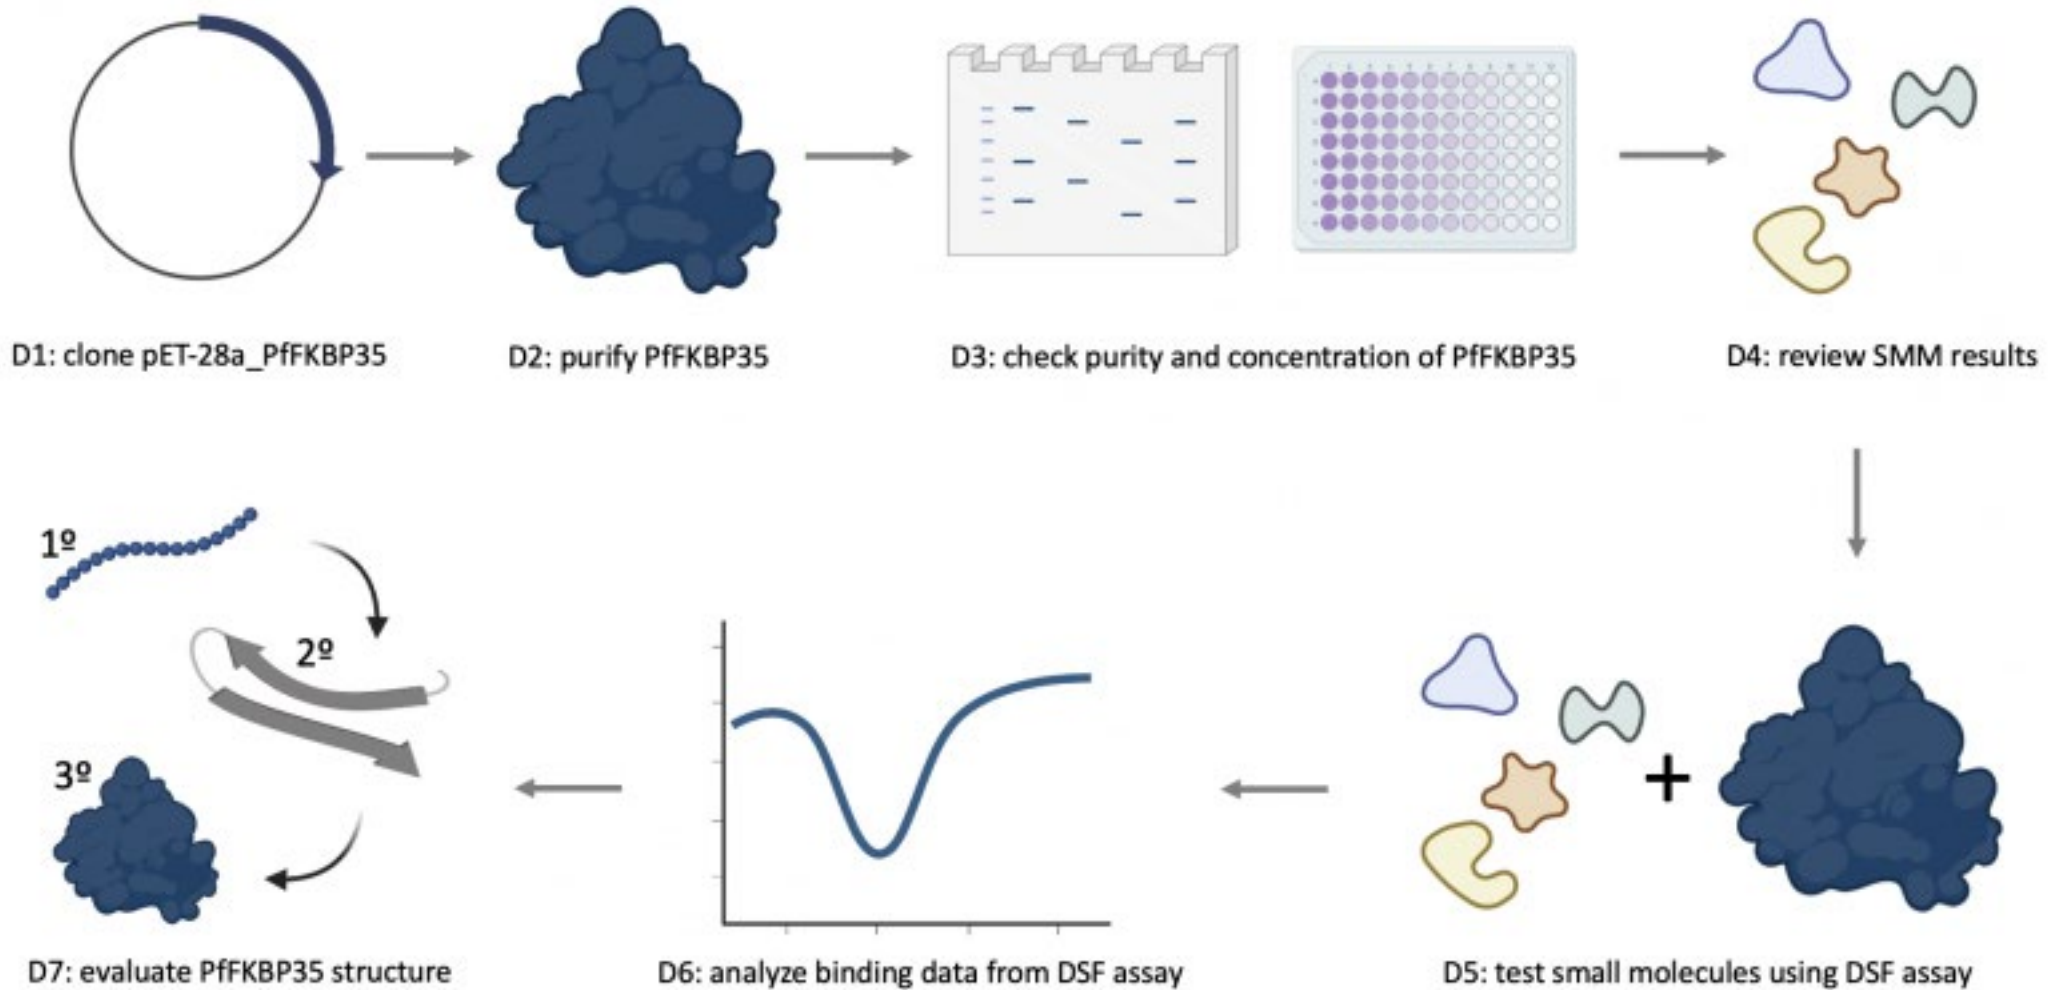 D1: clone pET-28a_PfFKBP35
D2: purify PfFKBP35
D3: check purity and concentration of PfFKBP35
D4: review SMM results
1º
2º
3º
D7: evaluate PfFKBP35 structure
D6: analyze binding data from DSF assay
+
D5: test small molecules using DSF assay